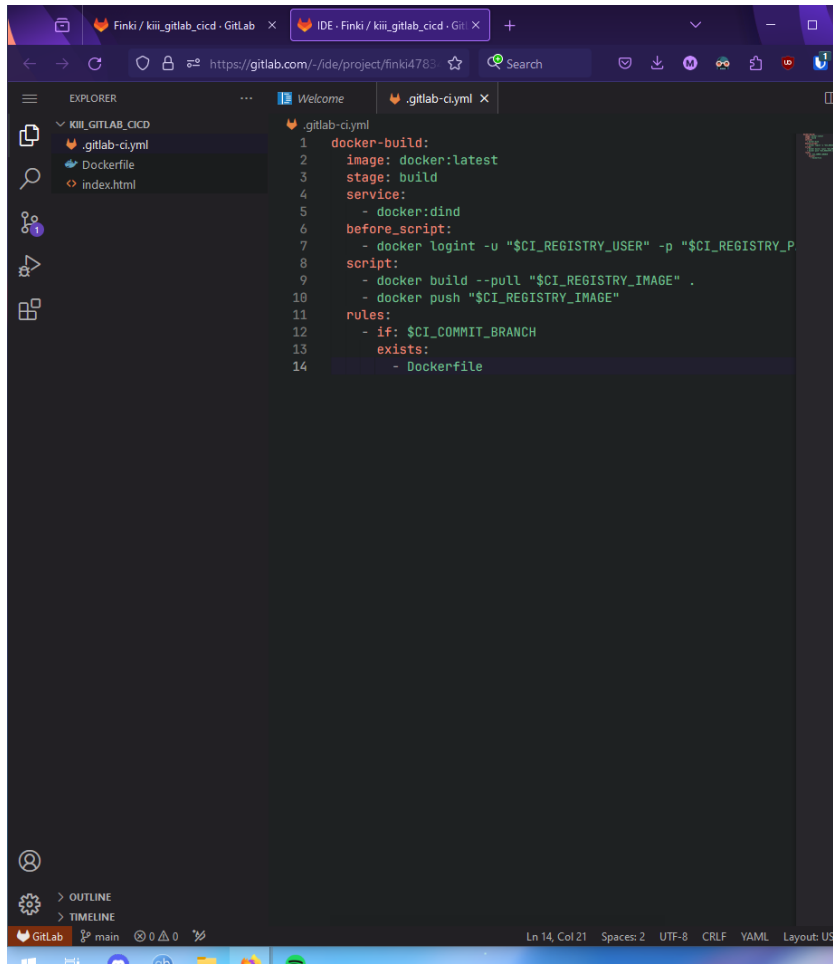 Finki / kiii_gitlab_cicd · GitLab
IDE · Finki / kiii_gitlab_cicd · Git
https://gitlab.com/-/ide/project/finki4783
Search
EXPLORER
Welcome
.gitlab-ci.yml
KIII_GITLAB_CICD
.gitlab-ci.yml
Dockerfile
index.html
.gitlab-ci.yml
1 docker-build:
2 image: docker:latest
3 stage: build
4 service:
5 - docker:dind
6 before_script:
7 - docker logint -u "$CI_REGISTRY_USER" -p "$CI_REGISTRY_P
8 script:
9 - docker build --pull "$CI_REGISTRY_IMAGE" .
10 - docker push "$CI_REGISTRY_IMAGE"
11 rules:
12 - if: $CI_COMMIT_BRANCH
13 exists:
14 - Dockerfile
1
OUTLINE
TIMELINE
GitLab main 0 0 Ln 14, Col 21 Spaces: 2 UTF-8 CRLF YAML Layout: US